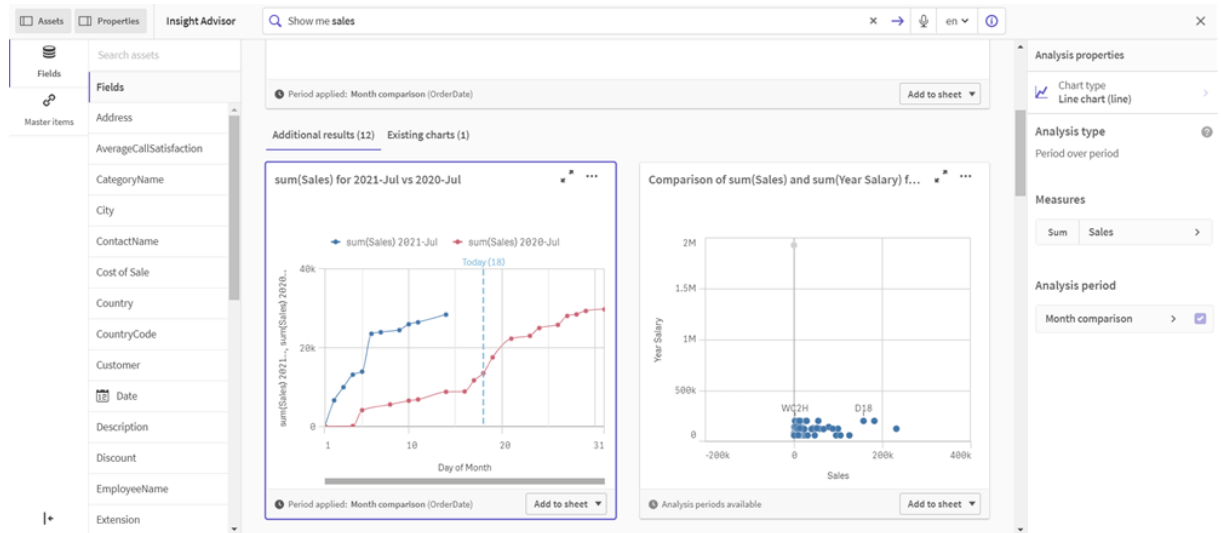 Assets
Properties
Insight Advisor
Show me sales
en
Fields
Master items
Search assets
Fields
Address
AverageCallSatisfaction
CategoryName
City
ContactName
Cost of Sale
Country
CountryCode
Customer
Date
Description
Discount
EmployeeName
Extension
Period applied: Month comparison (OrderDate)
Add to sheet
Additional results (12)
Existing charts (1)
sum(Sales) for 2021-Jul vs 2020-Jul
sum(Sales) 2021-Jul
sum(Sales) 2020-Jul
Today (18)
sum(Sales) 2021..., sum(Sales) 2020...
40k
20k
0
1
10
20
31
Day of Month
Period applied: Month comparison (OrderDate)
Add to sheet
Comparison of sum(Sales) and sum(Year Salary) f...
Year Salary
2M
1.5M
1M
500k
0
WC2H
D18
-200k
0
200k
400k
Sales
Analysis periods available
Add to sheet
Analysis properties
Chart type
Line chart (line)
Analysis type
Period over period
Measures
Sum
Sales
Analysis period
Month comparison